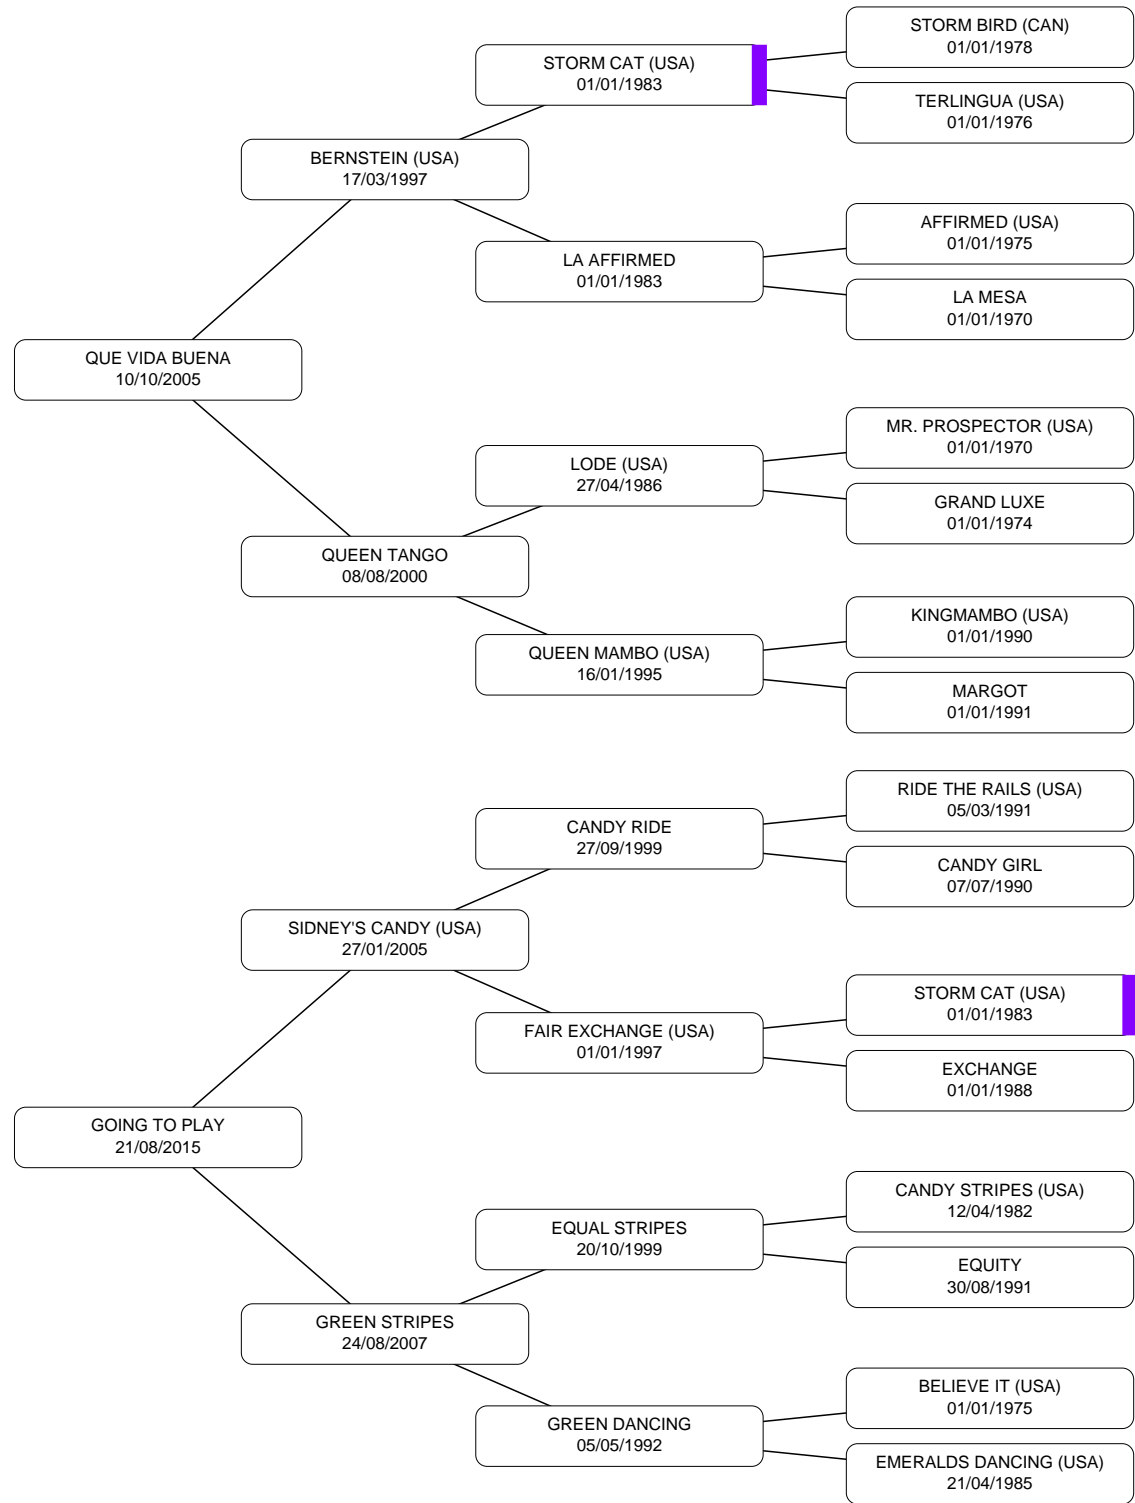 STORM BIRD (CAN)
01/01/1978
STORM CAT (USA)
01/01/1983
TERLINGUA (USA)
01/01/1976
BERNSTEIN (USA)
17/03/1997
AFFIRMED (USA)
01/01/1975
LA AFFIRMED
01/01/1983
LA MESA
01/01/1970
QUE VIDA BUENA
10/10/2005
MR. PROSPECTOR (USA)
01/01/1970
LODE (USA)
27/04/1986
GRAND LUXE
01/01/1974
QUEEN TANGO
08/08/2000
KINGMAMBO (USA)
01/01/1990
QUEEN MAMBO (USA)
16/01/1995
MARGOT
01/01/1991
RIDE THE RAILS (USA)
05/03/1991
CANDY RIDE
27/09/1999
CANDY GIRL
07/07/1990
SIDNEY'S CANDY (USA)
27/01/2005
STORM CAT (USA)
01/01/1983
FAIR EXCHANGE (USA)
01/01/1997
EXCHANGE
01/01/1988
GOING TO PLAY
21/08/2015
CANDY STRIPES (USA)
12/04/1982
EQUAL STRIPES
20/10/1999
EQUITY
30/08/1991
GREEN STRIPES
24/08/2007
BELIEVE IT (USA)
01/01/1975
GREEN DANCING
05/05/1992
EMERALDS DANCING (USA)
21/04/1985